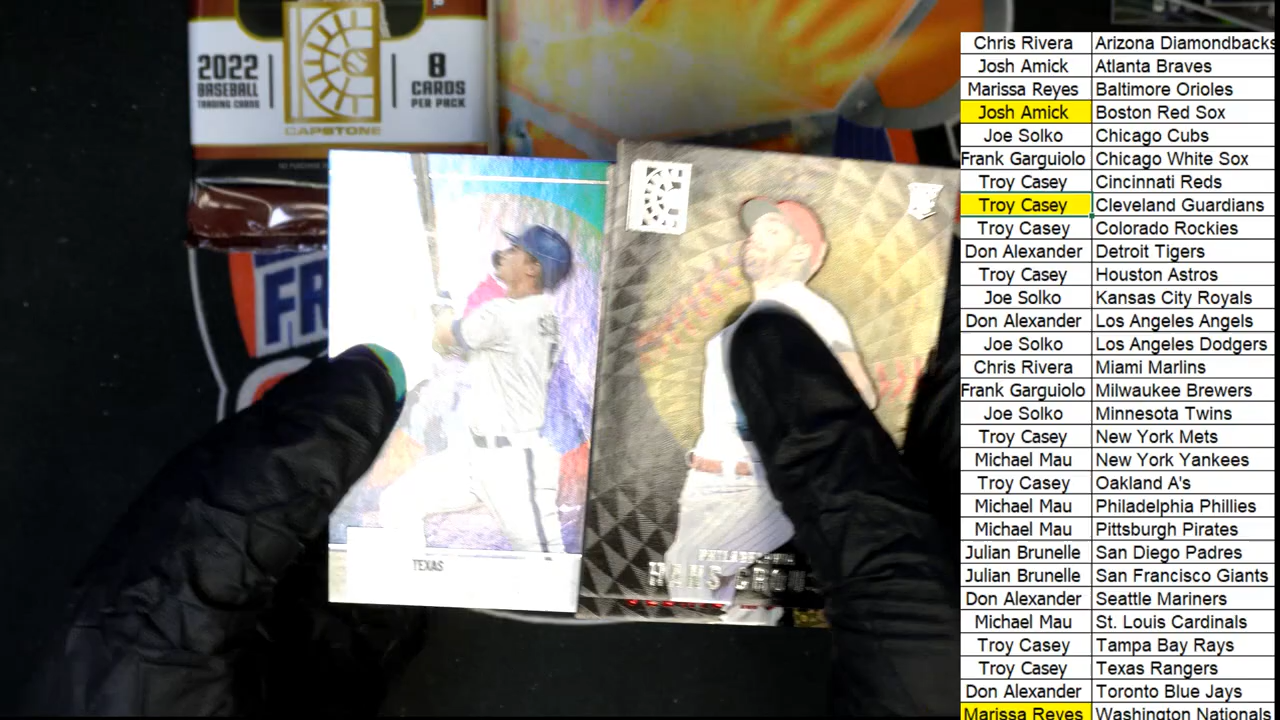 2022
BASEBALL
TRADING CARDS
8
CARDS
PER PACK
CAPSTONE
FR
TEXAS
PHILADELPHIA
HANS CROU
Chris Rivera Arizona Diamondbacks
Josh Amick Atlanta Braves
Marissa Reyes Baltimore Orioles
Josh Amick Boston Red Sox
Joe Solko Chicago Cubs
Frank Garguiolo Chicago White Sox
Troy Casey Cincinnati Reds
Troy Casey Cleveland Guardians
Troy Casey Colorado Rockies
Don Alexander Detroit Tigers
Troy Casey Houston Astros
Joe Solko Kansas City Royals
Don Alexander Los Angeles Angels
Joe Solko Los Angeles Dodgers
Chris Rivera Miami Marlins
Frank Garguiolo Milwaukee Brewers
Joe Solko Minnesota Twins
Troy Casey New York Mets
Michael Mau New York Yankees
Troy Casey Oakland A's
Michael Mau Philadelphia Phillies
Michael Mau Pittsburgh Pirates
Julian Brunelle San Diego Padres
Julian Brunelle San Francisco Giants
Don Alexander Seattle Mariners
Michael Mau St. Louis Cardinals
Troy Casey Tampa Bay Rays
Troy Casey Texas Rangers
Don Alexander Toronto Blue Jays
Marissa Reyes Washington Nationals